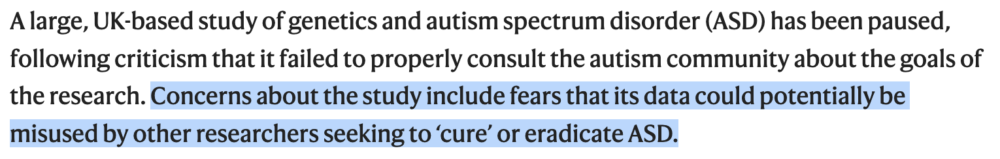 A large, UK-based study of genetics and autism spectrum disorder (ASD) has been paused,
following criticism that it failed to properly consult the autism community about the goals of
the research. Concerns about the study include fears that its data could potentially be
misused by other researchers seeking to ‘cure’ or eradicate ASD.